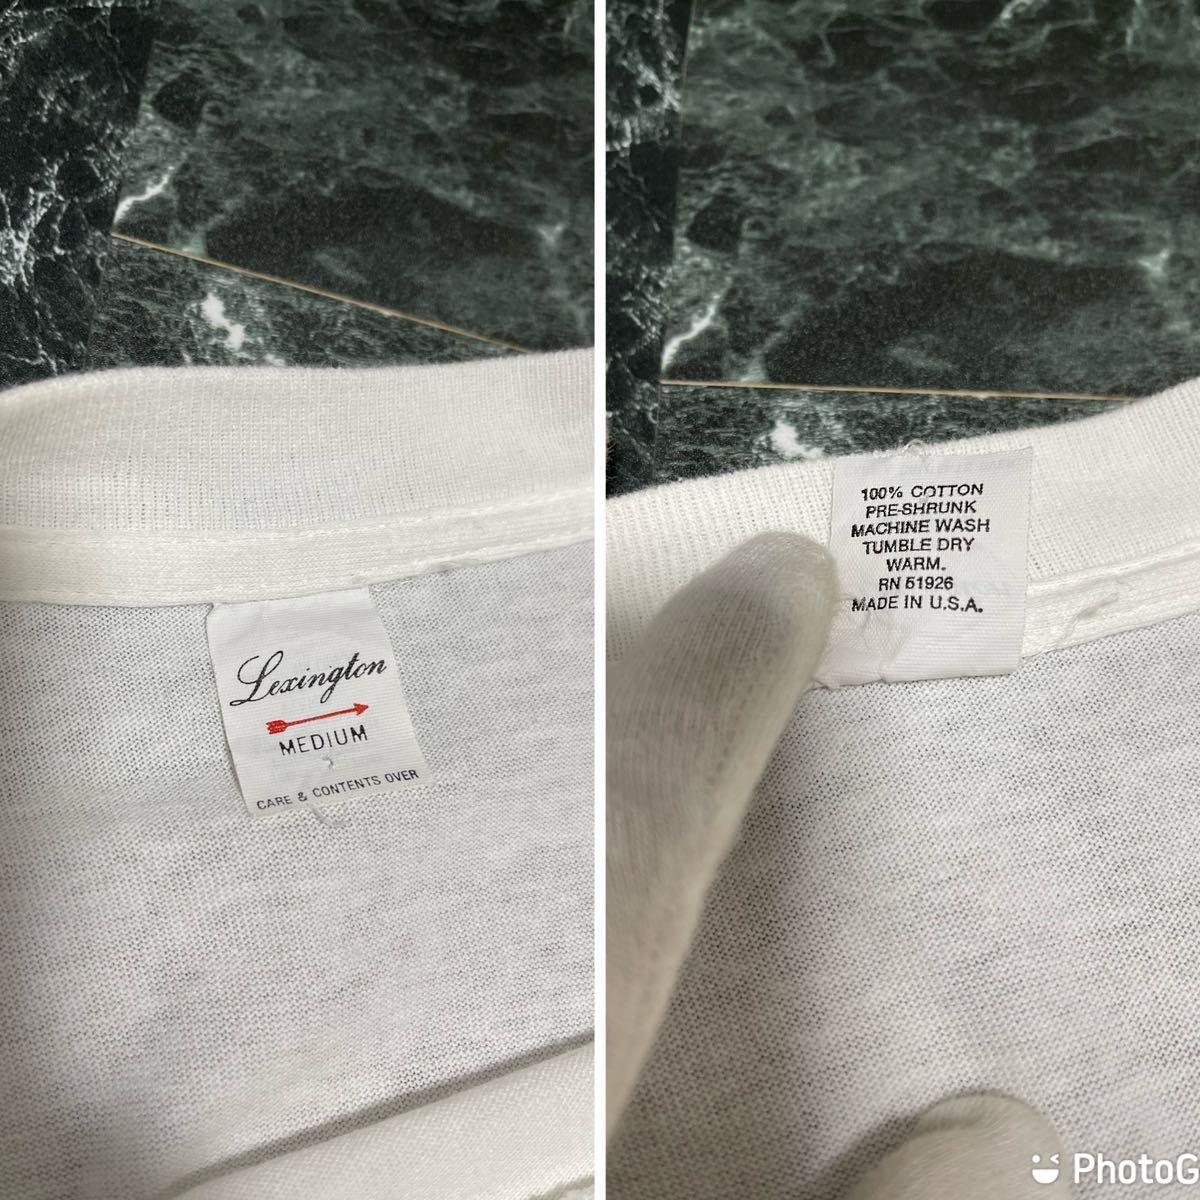 Lexington
MEDIUM
CARE & CONTENTS OVER
100% COTTON
PRE-SHRUNK
MACHINE WASH
TUMBLE DRY
WARM.
RN 51926
MADE IN U.S.A.
PhotoG